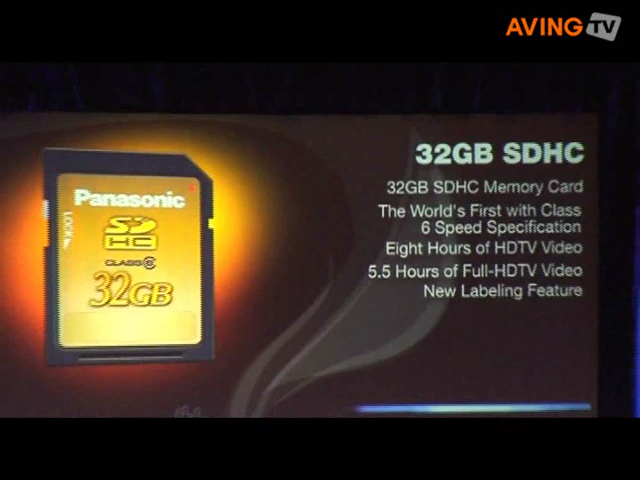 AVING TV
32GB SDHC
32GB SDHC Memory Card
The World's First with Class
6 Speed Specification
Eight Hours of HDTV Video
5.5 Hours of Full-HDTV Video
New Labeling Feature
Panasonic
LOCK
SD
HC
CLASS 6
32GB